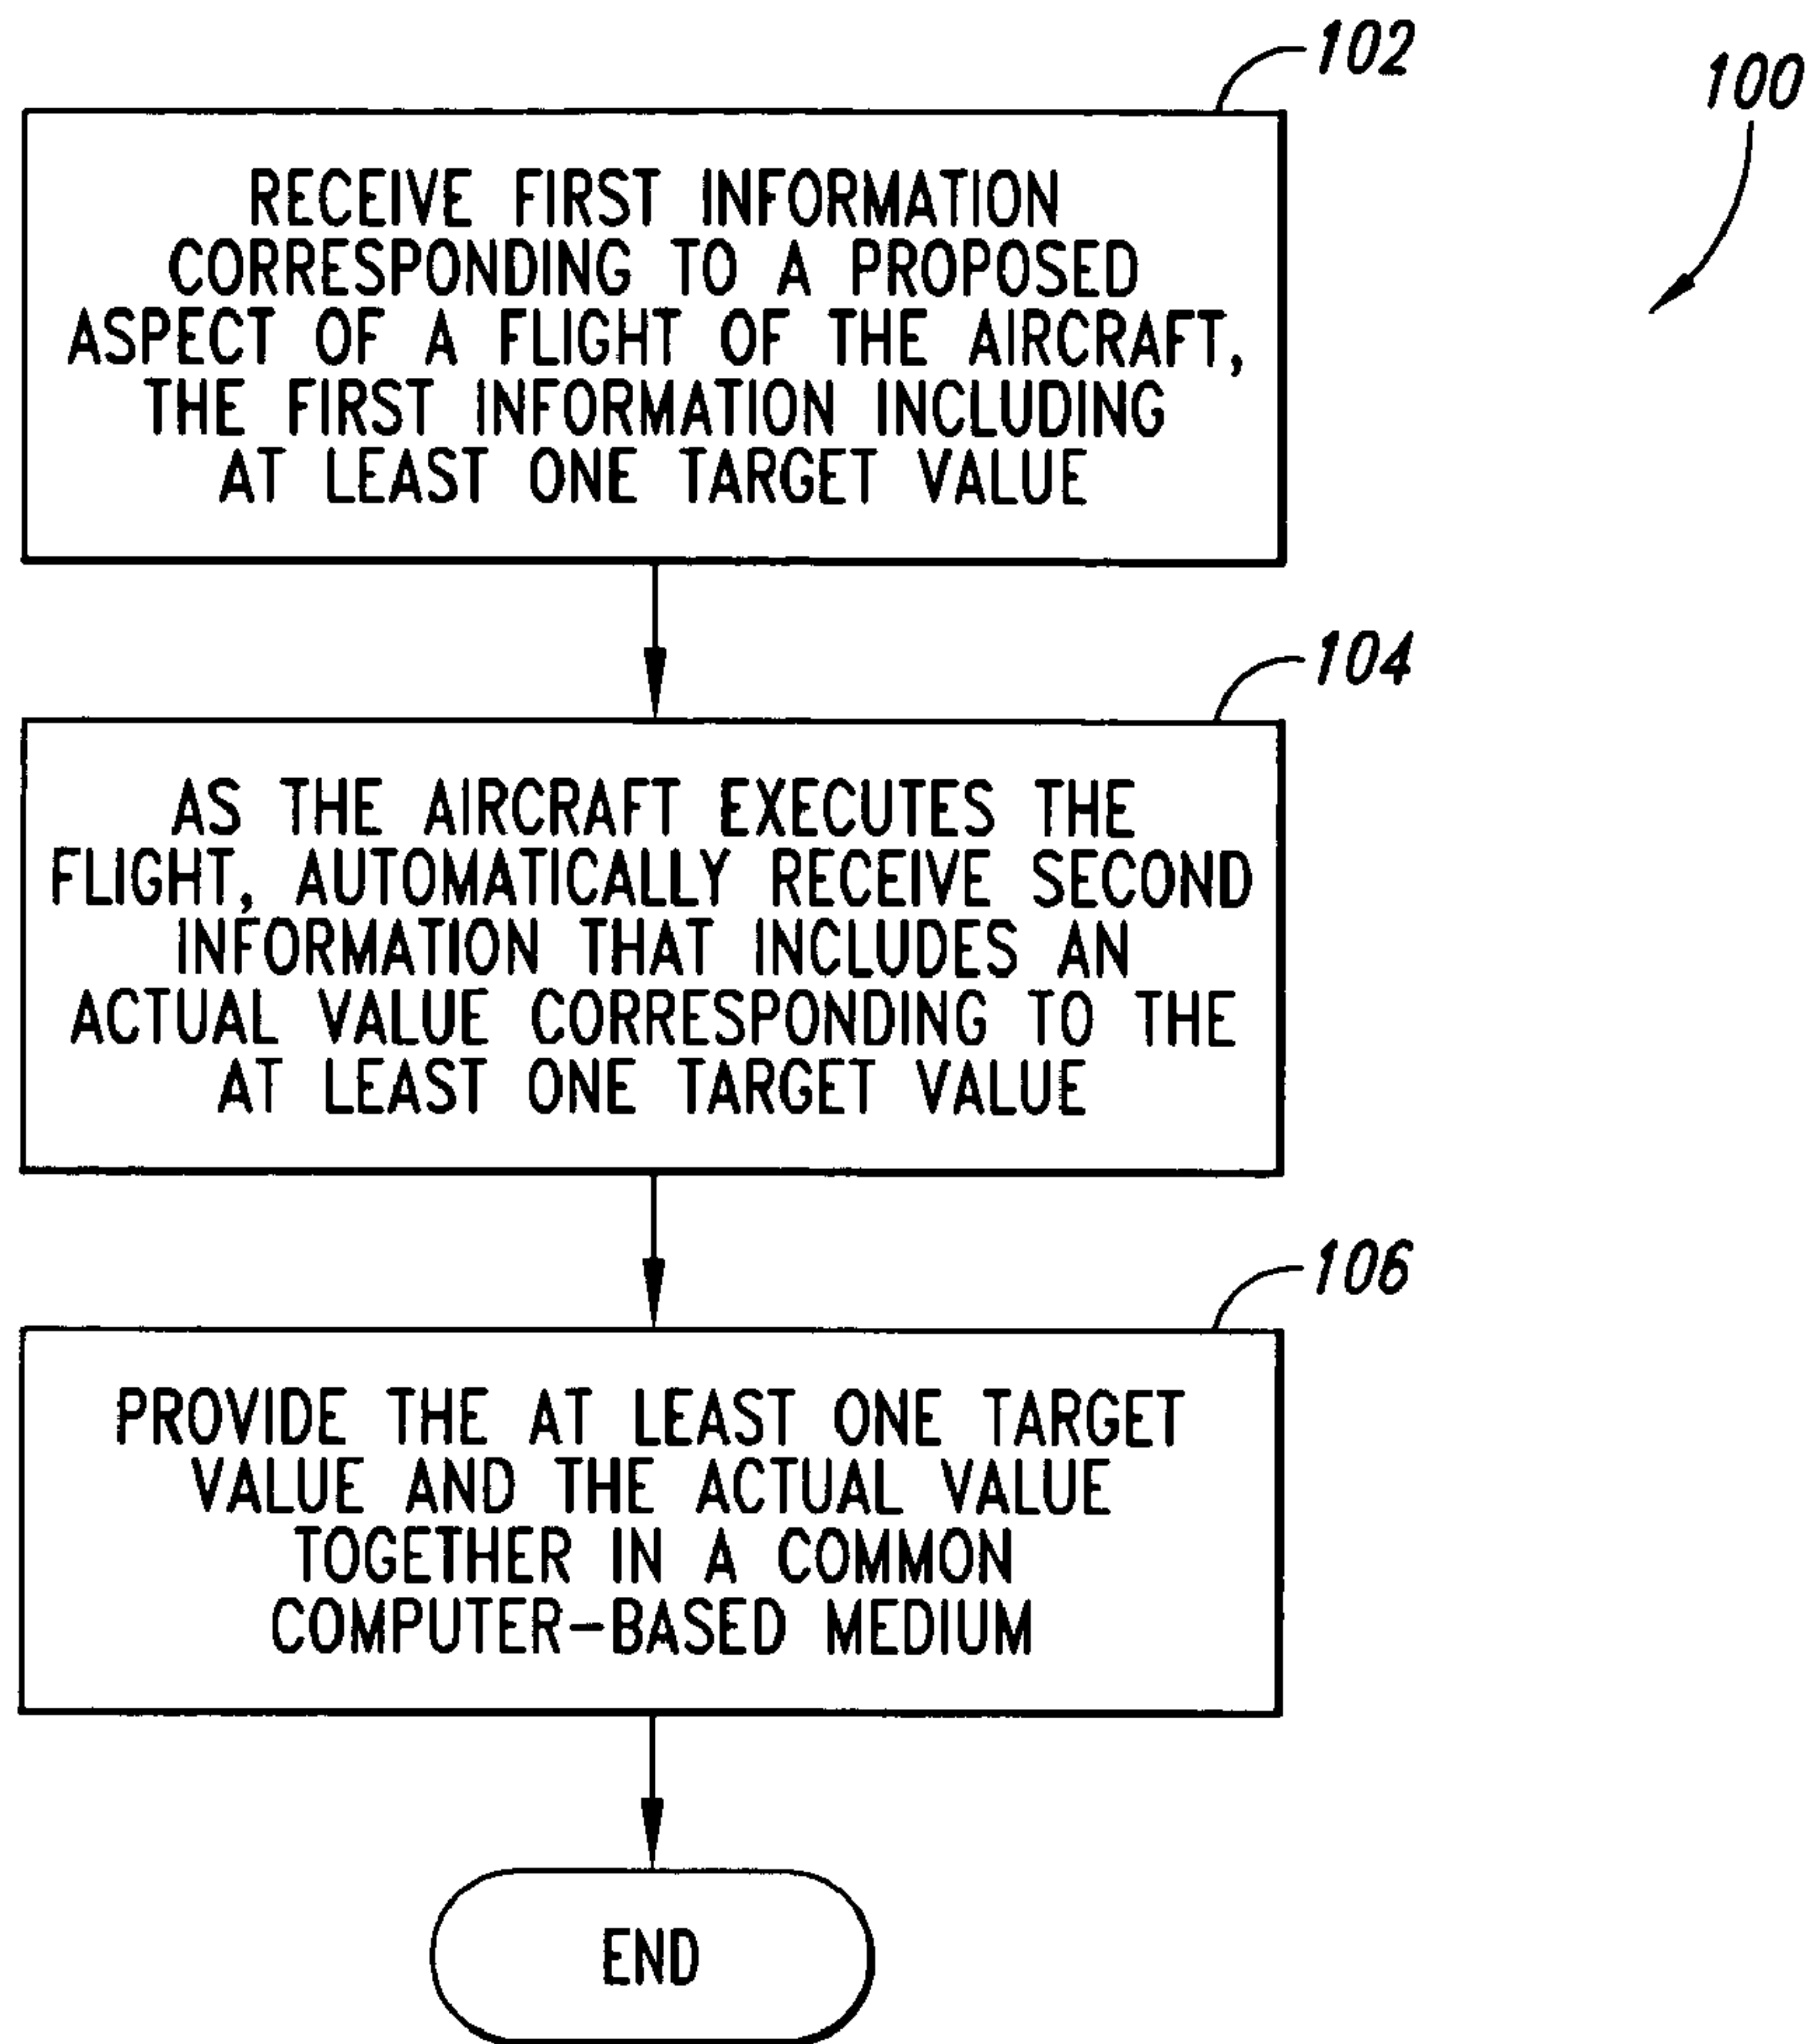 102
100
RECEIVE FIRST INFORMATION
CORRESPONDING TO A PROPOSED
ASPECT OF A FLIGHT OF THE AIRCRAFT,
THE FIRST INFORMATION INCLUDING
AT LEAST ONE TARGET VALUE
104
AS THE AIRCRAFT EXECUTES THE
FLIGHT, AUTOMATICALLY RECEIVE SECOND
INFORMATION THAT INCLUDES AN
ACTUAL VALUE CORRESPONDING TO THE
AT LEAST ONE TARGET VALUE
106
PROVIDE THE AT LEAST ONE TARGET
VALUE AND THE ACTUAL VALUE
TOGETHER IN A COMMON
COMPUTER-BASED MEDIUM
END